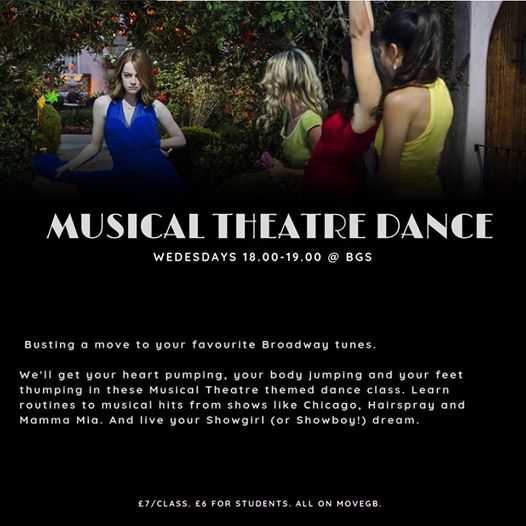 MUSICAL THEATRE DANCE
WEDESDAYS 18.00-19.00 @ BGS
Busting a move to your favourite Broadway tunes.
We'll get your heart pumping, your body jumping and your feet
thumping in these Musical Theatre themed dance class. Learn
routines to musical hits from shows like Chicago, Hairspray and
Mamma Mia. And live your Showgirl (or Showboy!) dream.
£7/CLASS. £6 FOR STUDENTS. ALL ON MOVEGB.